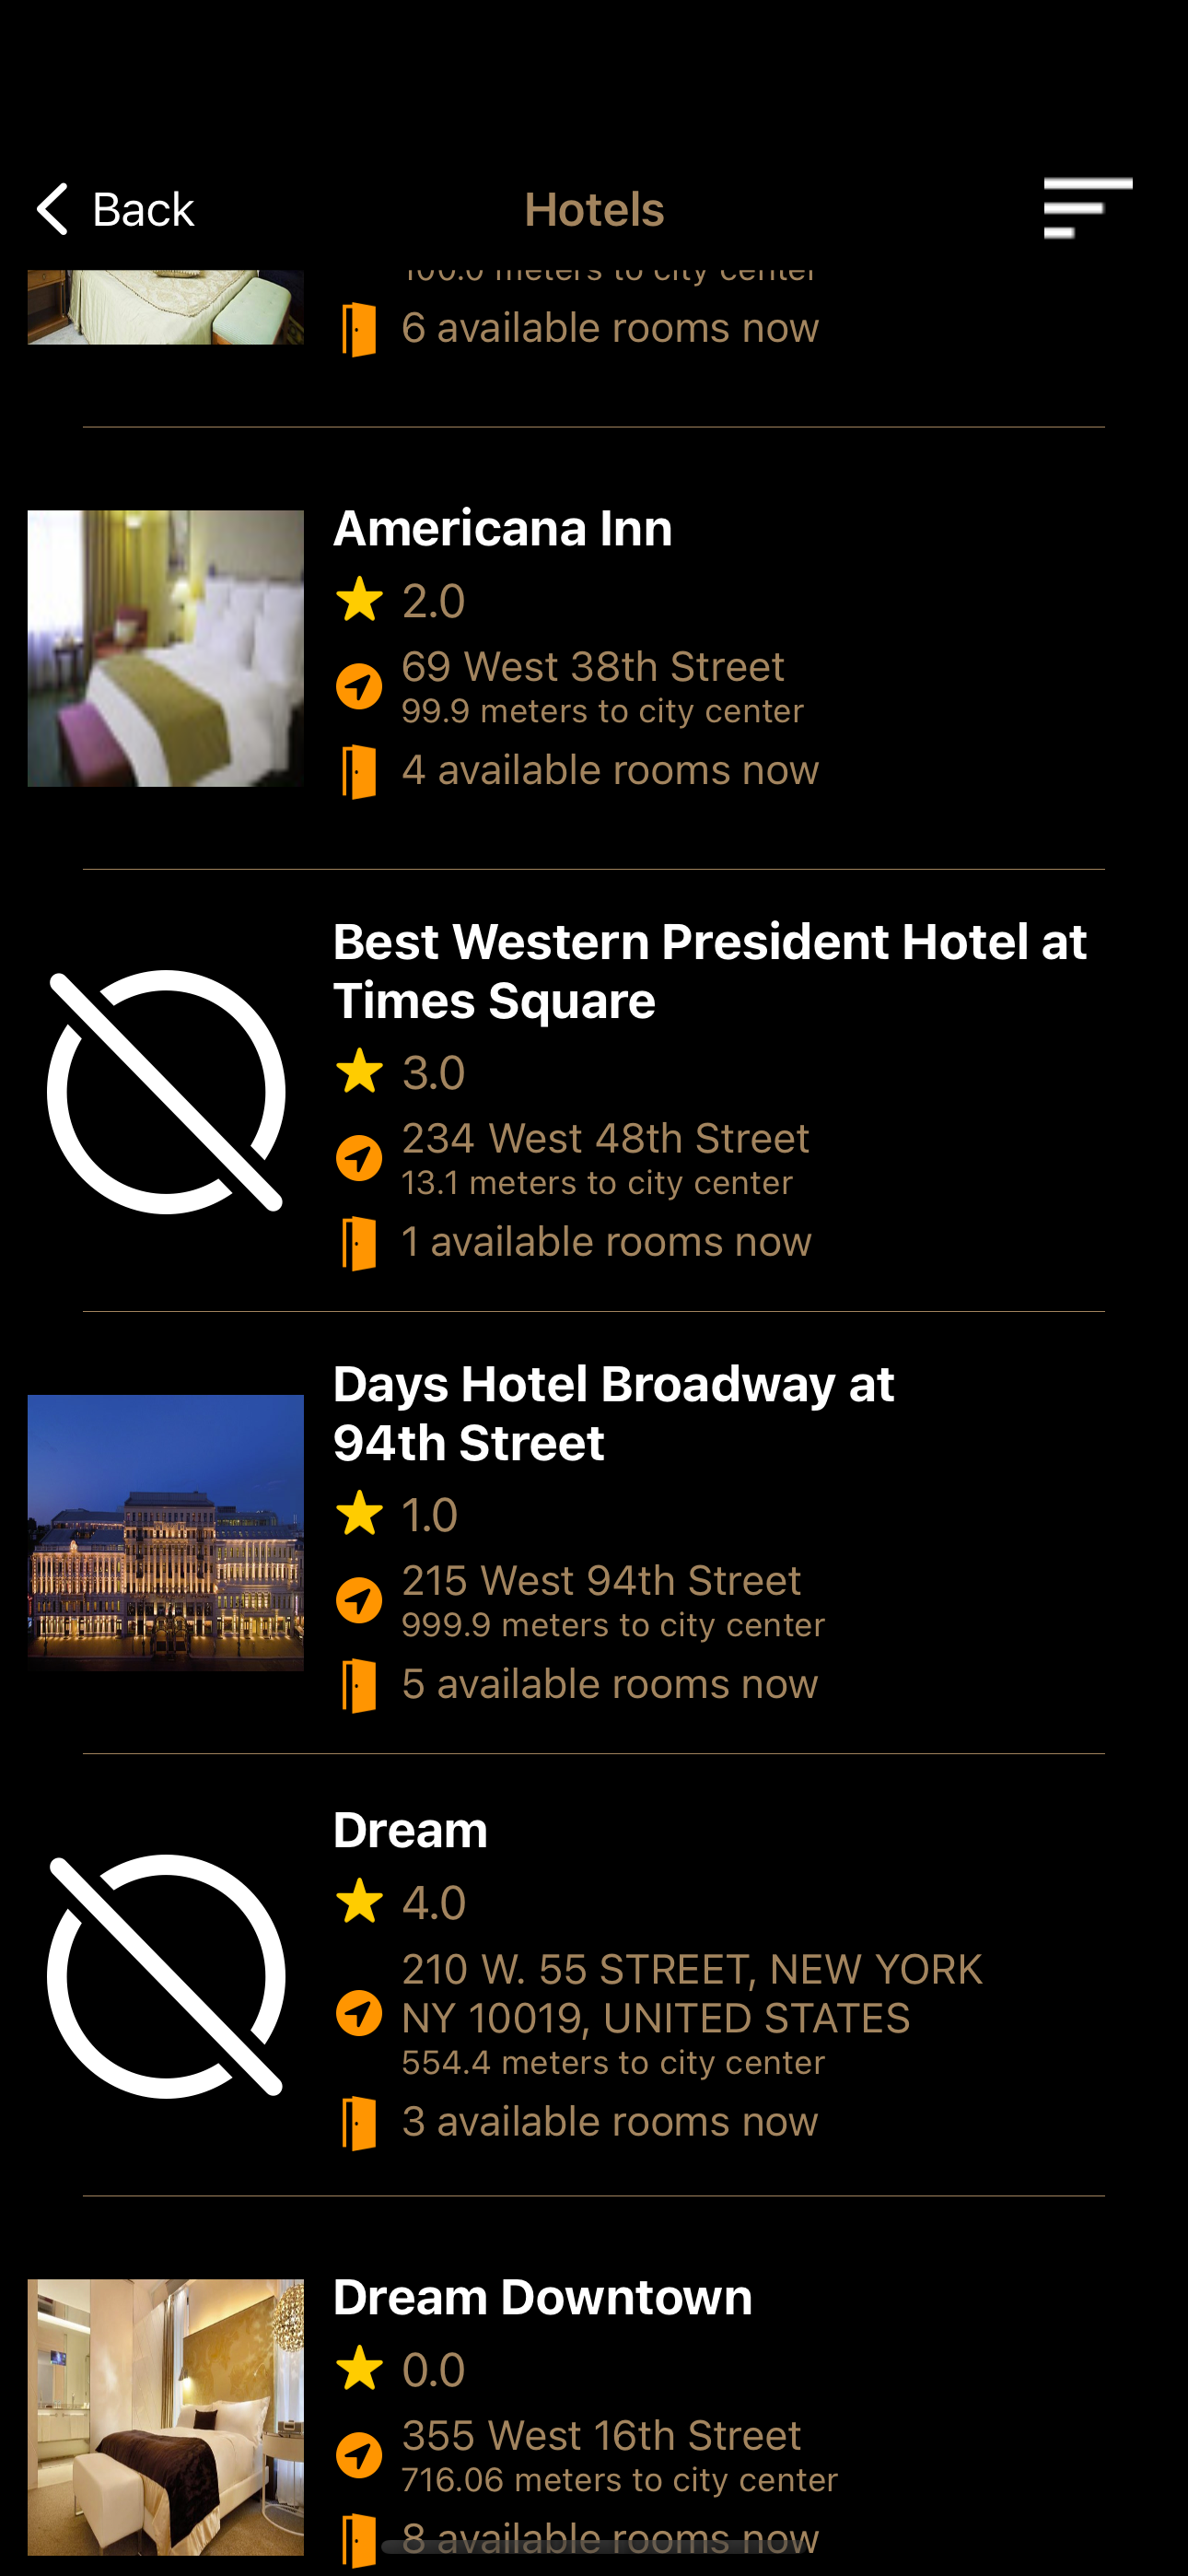 Back
Hotels
100.0 meters to city center
6 available rooms now
Americana Inn
2.0
69 West 38th Street
99.9 meters to city center
4 available rooms now
Best Western President Hotel at
Times Square
3.0
234 West 48th Street
13.1 meters to city center
1 available rooms now
Days Hotel Broadway at
94th Street
1.0
215 West 94th Street
999.9 meters to city center
5 available rooms now
Dream
4.0
210 W. 55 STREET, NEW YORK
NY 10019, UNITED STATES
554.4 meters to city center
3 available rooms now
Dream Downtown
0.0
355 West 16th Street
716.06 meters to city center
8 available rooms now